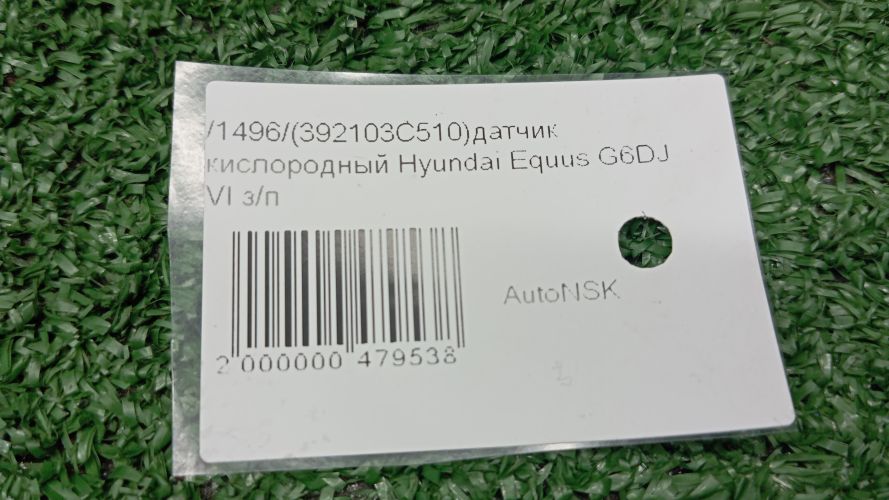 /1496/(392103C510)датчик
кислородный Hyundai Equus G6DJ
VI з/п
AutoNSK
2 000000 479538